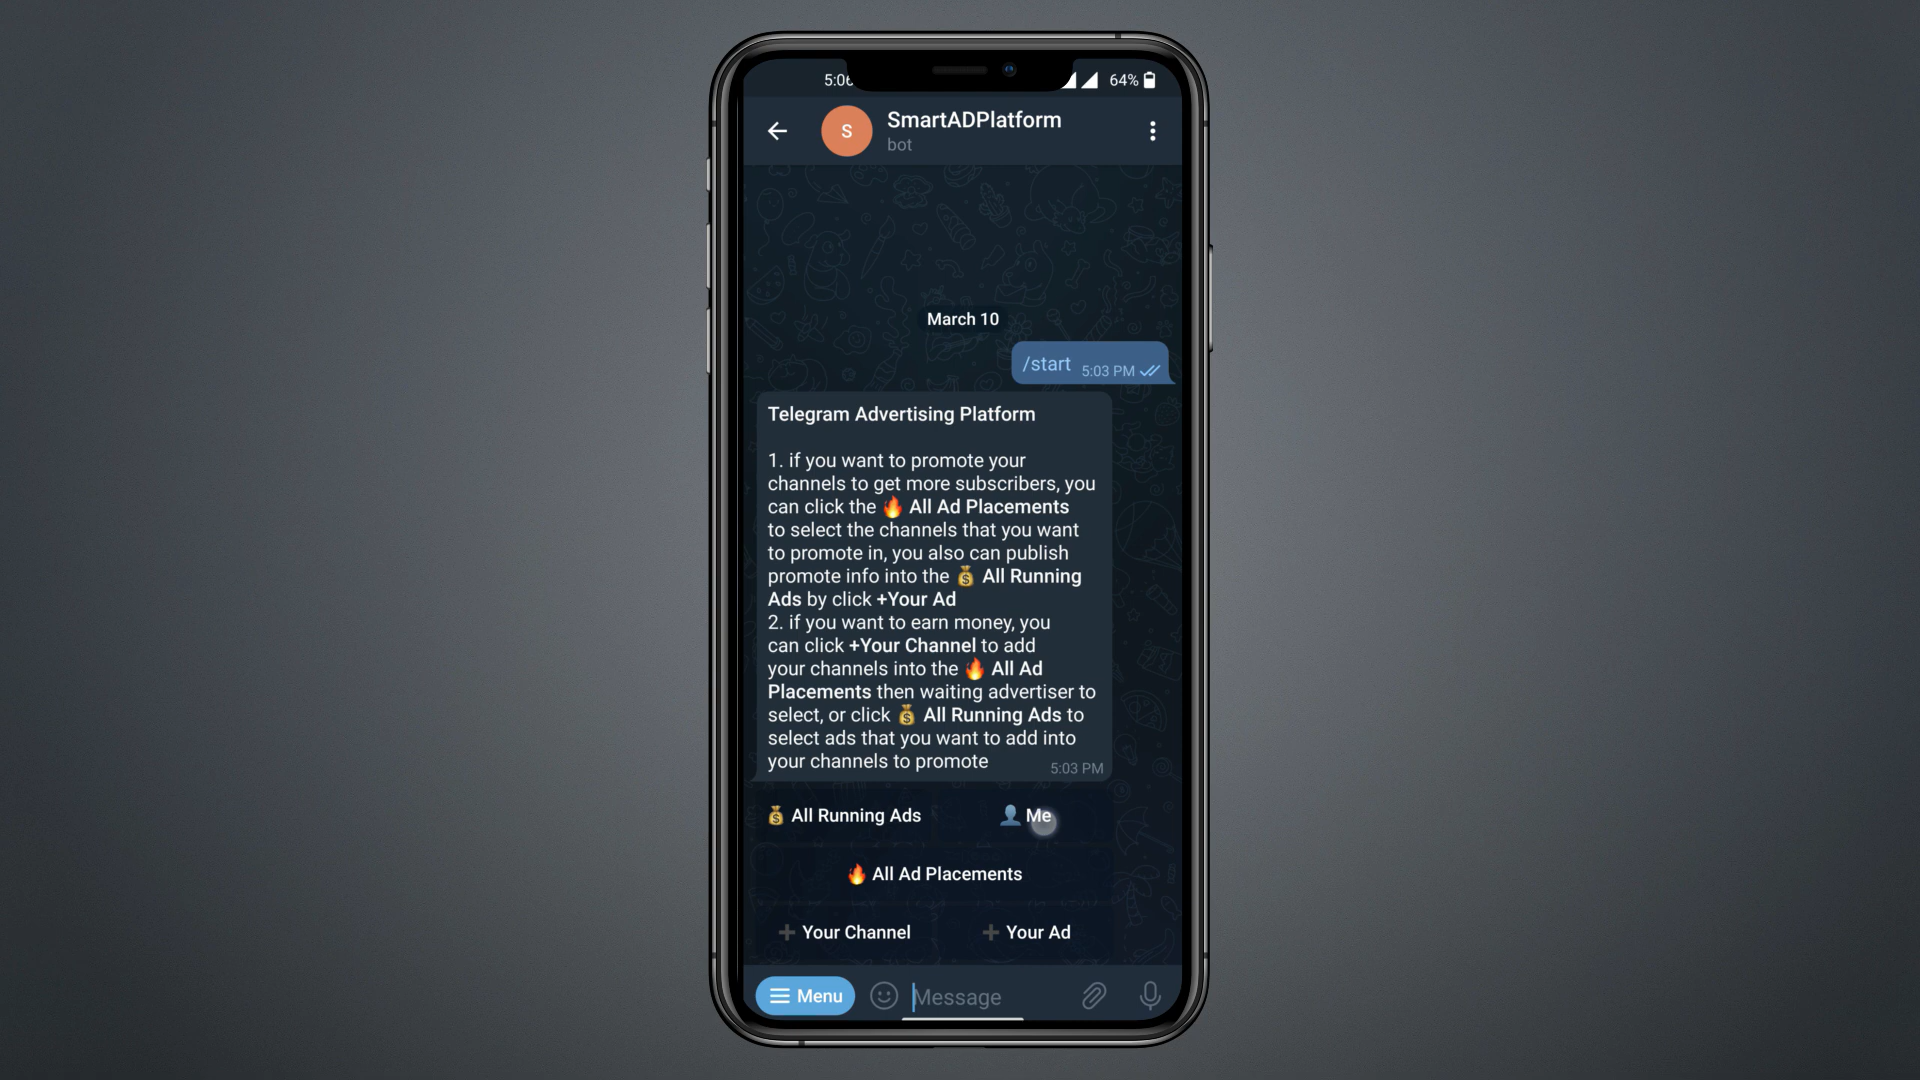 5:06
64%
S
SmartADPlatform
bot
March 10
/start 5:03 PM
Telegram Advertising Platform
1. if you want to promote your
channels to get more subscribers, you
can click the 🔥 All Ad Placements
to select the channels that you want
to promote in, you also can publish
promote info into the 💰 All Running
Ads by click +Your Ad
2. if you want to earn money, you
can click +Your Channel to add
your channels into the 🔥 All Ad
Placements then waiting advertiser to
select, or click 💰 All Running Ads to
select ads that you want to add into
your channels to promote
5:03 PM
💰 All Running Ads
👤 Me
🔥 All Ad Placements
➕ Your Channel
➕ Your Ad
Menu
Message